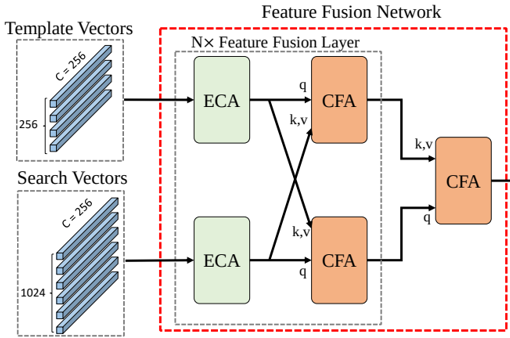 Feature Fusion Network
Template Vectors
N× Feature Fusion Layer
C = 256
256
ECA
q
CFA
k,v
k,v
CFA
q
Search Vectors
C = 256
1024
ECA
k,v
q
CFA